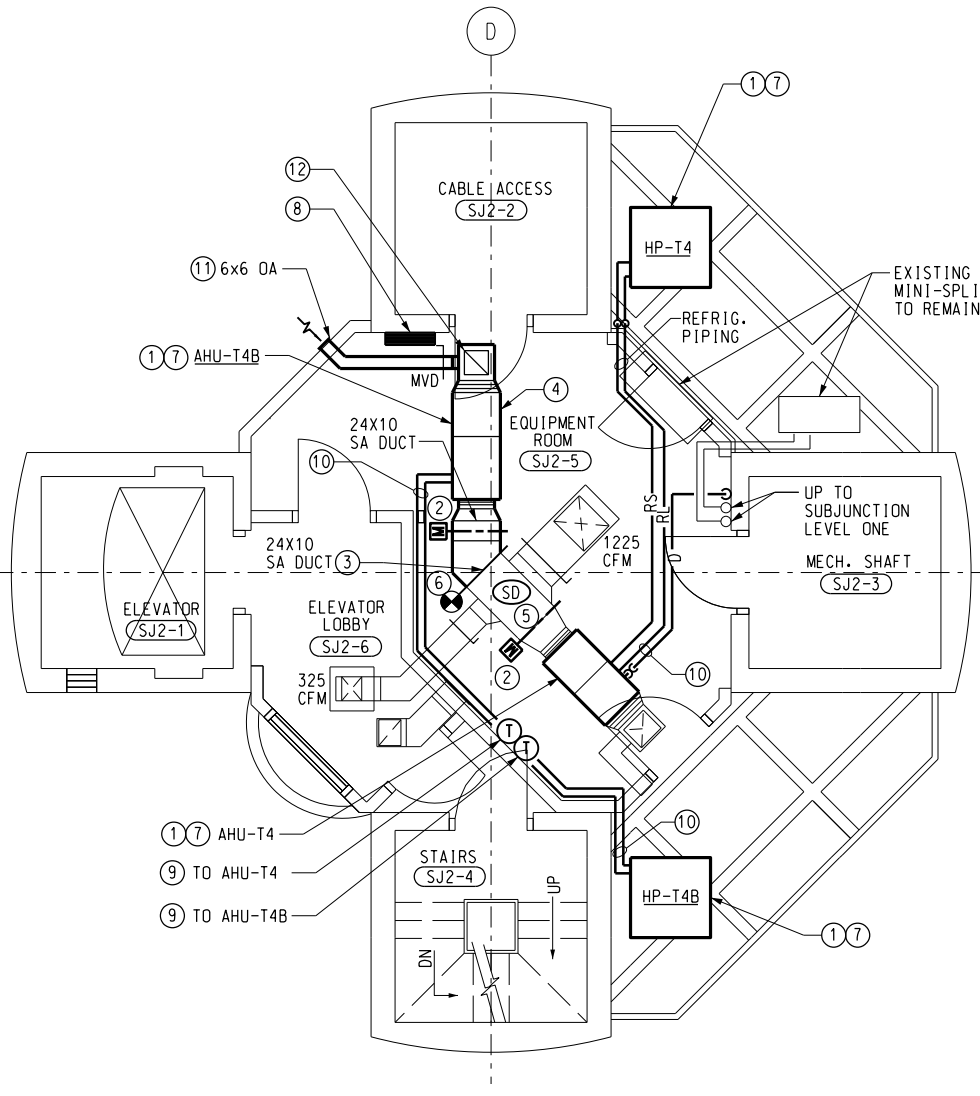 D
1 7
12
CABLE ACCESS
SJ2-2
8
HP-T4
11 6x6 OA
EXISTING
MINI-SPLI
TO REMAIN
REFRIG.
PIPING
1 7 AHU-T4B
MVD
4
24X10
SA DUCT
EQUIPMENT
ROOM
SJ2-5
10
2
M
RS
RL
UP TO
SUBJUNCTION
LEVEL ONE
24X10
SA DUCT 3
1225
CFM
MECH. SHAFT
SJ2-3
6
SD
5
ELEVATOR
SJ2-1
ELEVATOR
LOBBY
SJ2-6
M
2
10
325
CFM
T
T
1 7 AHU-T4
10
9 TO AHU-T4
STAIRS
SJ2-4
UP
HP-T4B
9 TO AHU-T4B
1 7
DN